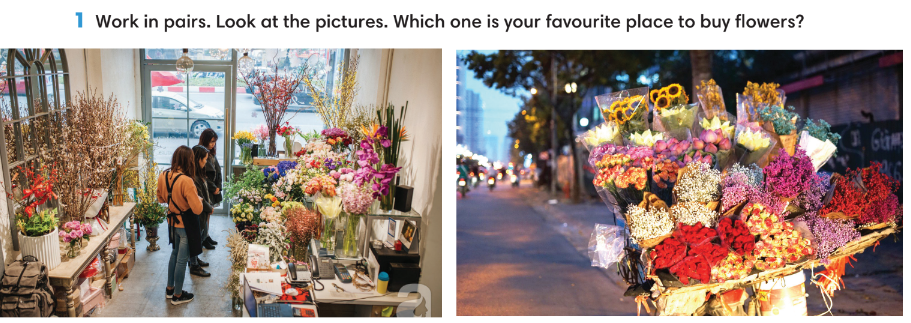 1 Work in pairs. Look at the pictures. Which one is your favourite place to buy flowers?